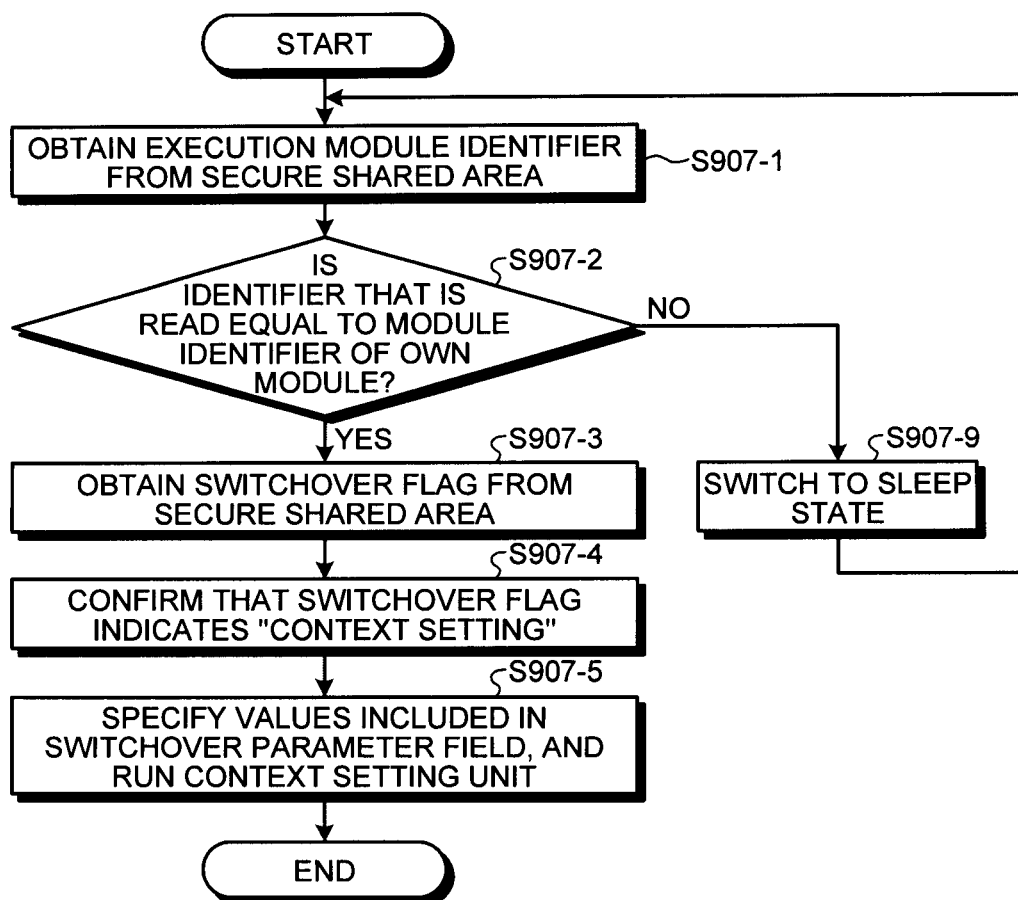 START
OBTAIN EXECUTION MODULE IDENTIFIER
FROM SECURE SHARED AREA
S907-1
S907-2
IS
IDENTIFIER THAT IS
READ EQUAL TO MODULE
IDENTIFIER OF OWN
MODULE?
NO
YES
S907-3
OBTAIN SWITCHOVER FLAG FROM
SECURE SHARED AREA
S907-9
SWITCH TO SLEEP
STATE
S907-4
CONFIRM THAT SWITCHOVER FLAG
INDICATES "CONTEXT SETTING"
S907-5
SPECIFY VALUES INCLUDED IN
SWITCHOVER PARAMETER FIELD, AND
RUN CONTEXT SETTING UNIT
END